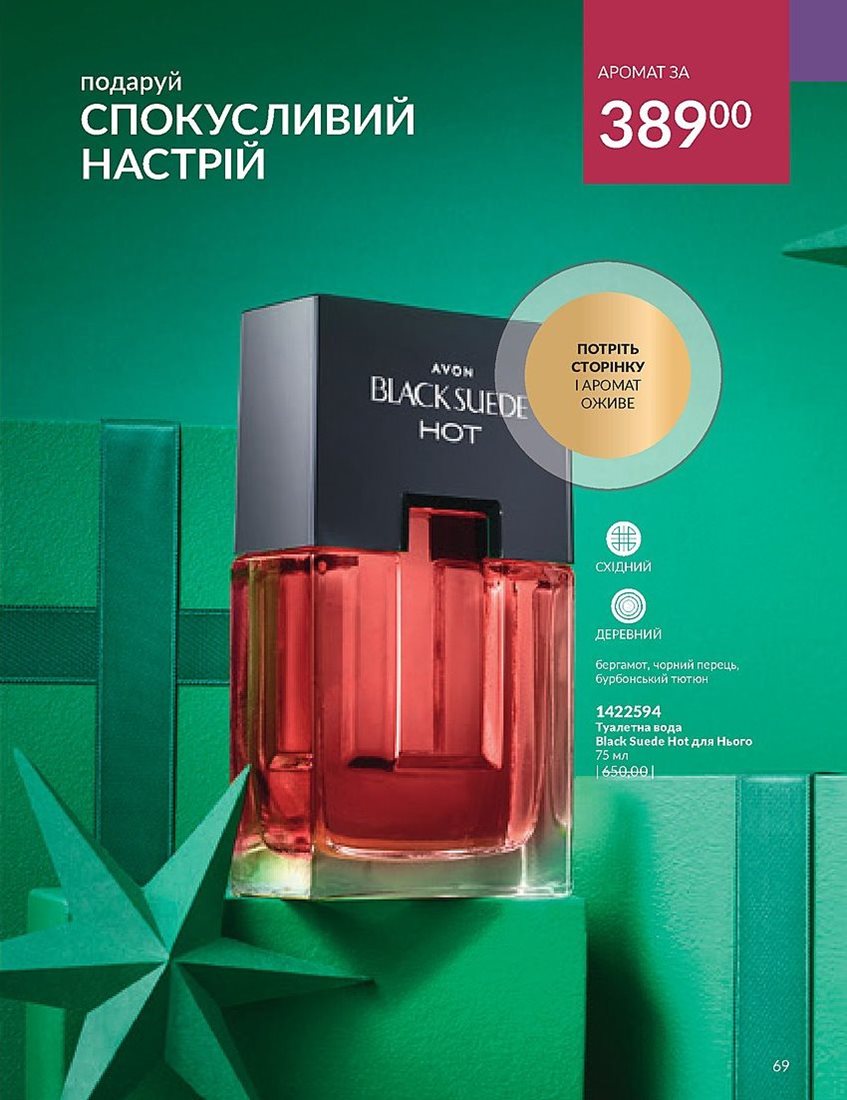 подаруй
СПОКУСЛИВИЙ
НАСТРІЙ
АРОМАТ ЗА
389⁰⁰
AVON
BLACK SUEDE
HOT
ПОТРІТЬ
СТОРІНКУ
І АРОМАТ
ОЖИВЕ
СХІДНИЙ
ДЕРЕВНИЙ
бергамот, чорний перець,
бурбонський тютюн
1422594
Туалетна вода
Black Suede Hot для Нього
75 мл
| 650,00 |
69